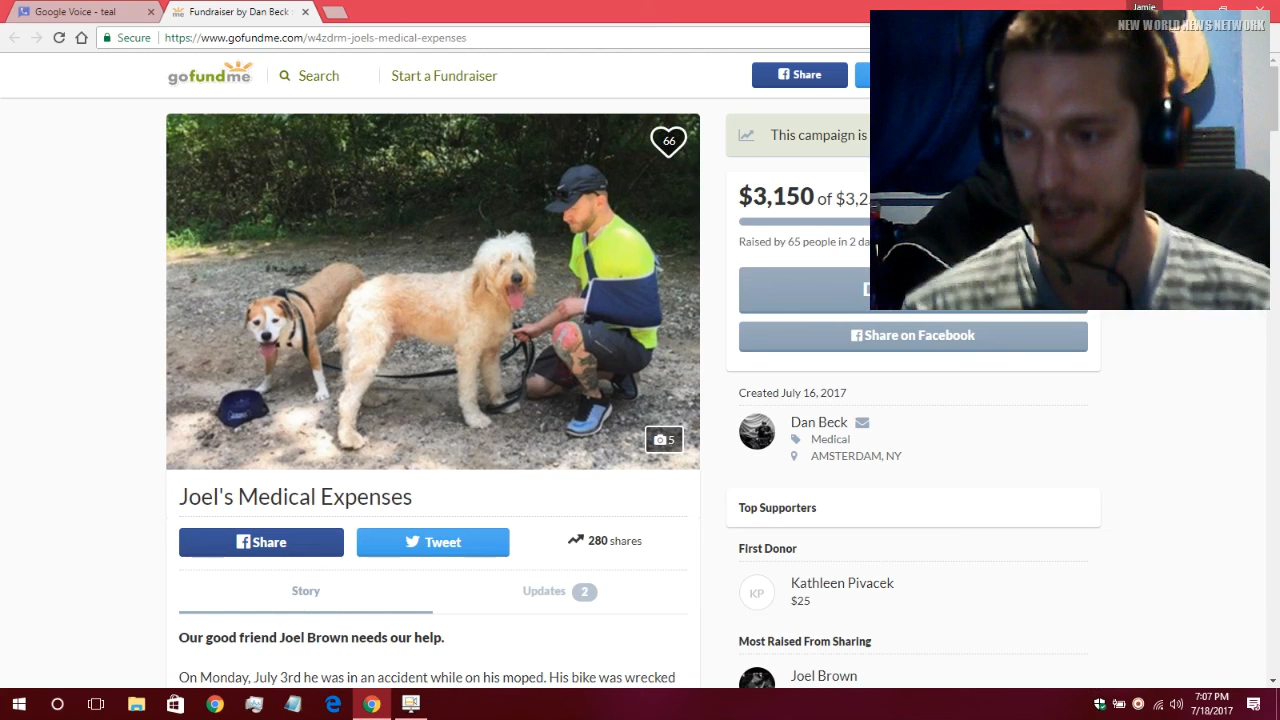 Google Voice - teal
Fundraiser by Dan Beck :
NEW WORLD NEWS NETWORK
Secure
https://www.gofundme.com/w4zdrm-joels-medical-expenses
gofundme
Search
Start a Fundraiser
Share
66
This campaign is
$3,150 of $3,2
Raised by 65 people in 2 da
D
Share on Facebook
5
Created July 16, 2017
Dan Beck
Medical
AMSTERDAM, NY
Joel's Medical Expenses
Share
Tweet
280 shares
Story
Updates 2
Our good friend Joel Brown needs our help.
On Monday, July 3rd he was in an accident while on his moped. His bike was wrecked
Top Supporters
First Donor
KP
Kathleen Pivacek
$25
Most Raised From Sharing
Joel Brown
7:07 PM
7/18/2017